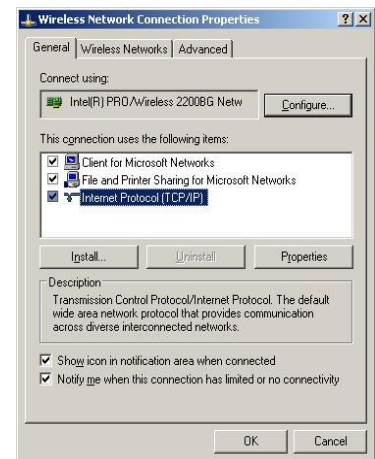 Wireless Network Connection Properties
General
Wireless Networks
Advanced
Connect using:
Intel(R) PRO/Wireless 2200BG Netw
Configure...
This connection uses the following items:
Client for Microsoft Networks
File and Printer Sharing for Microsoft Networks
Internet Protocol (TCP/IP)
Install...
Uninstall
Properties
Description
Transmission Control Protocol/Internet Protocol. The default
wide area network protocol that provides communication
across diverse interconnected networks.
Show icon in notification area when connected
Notify me when this connection has limited or no connectivity
OK
Cancel